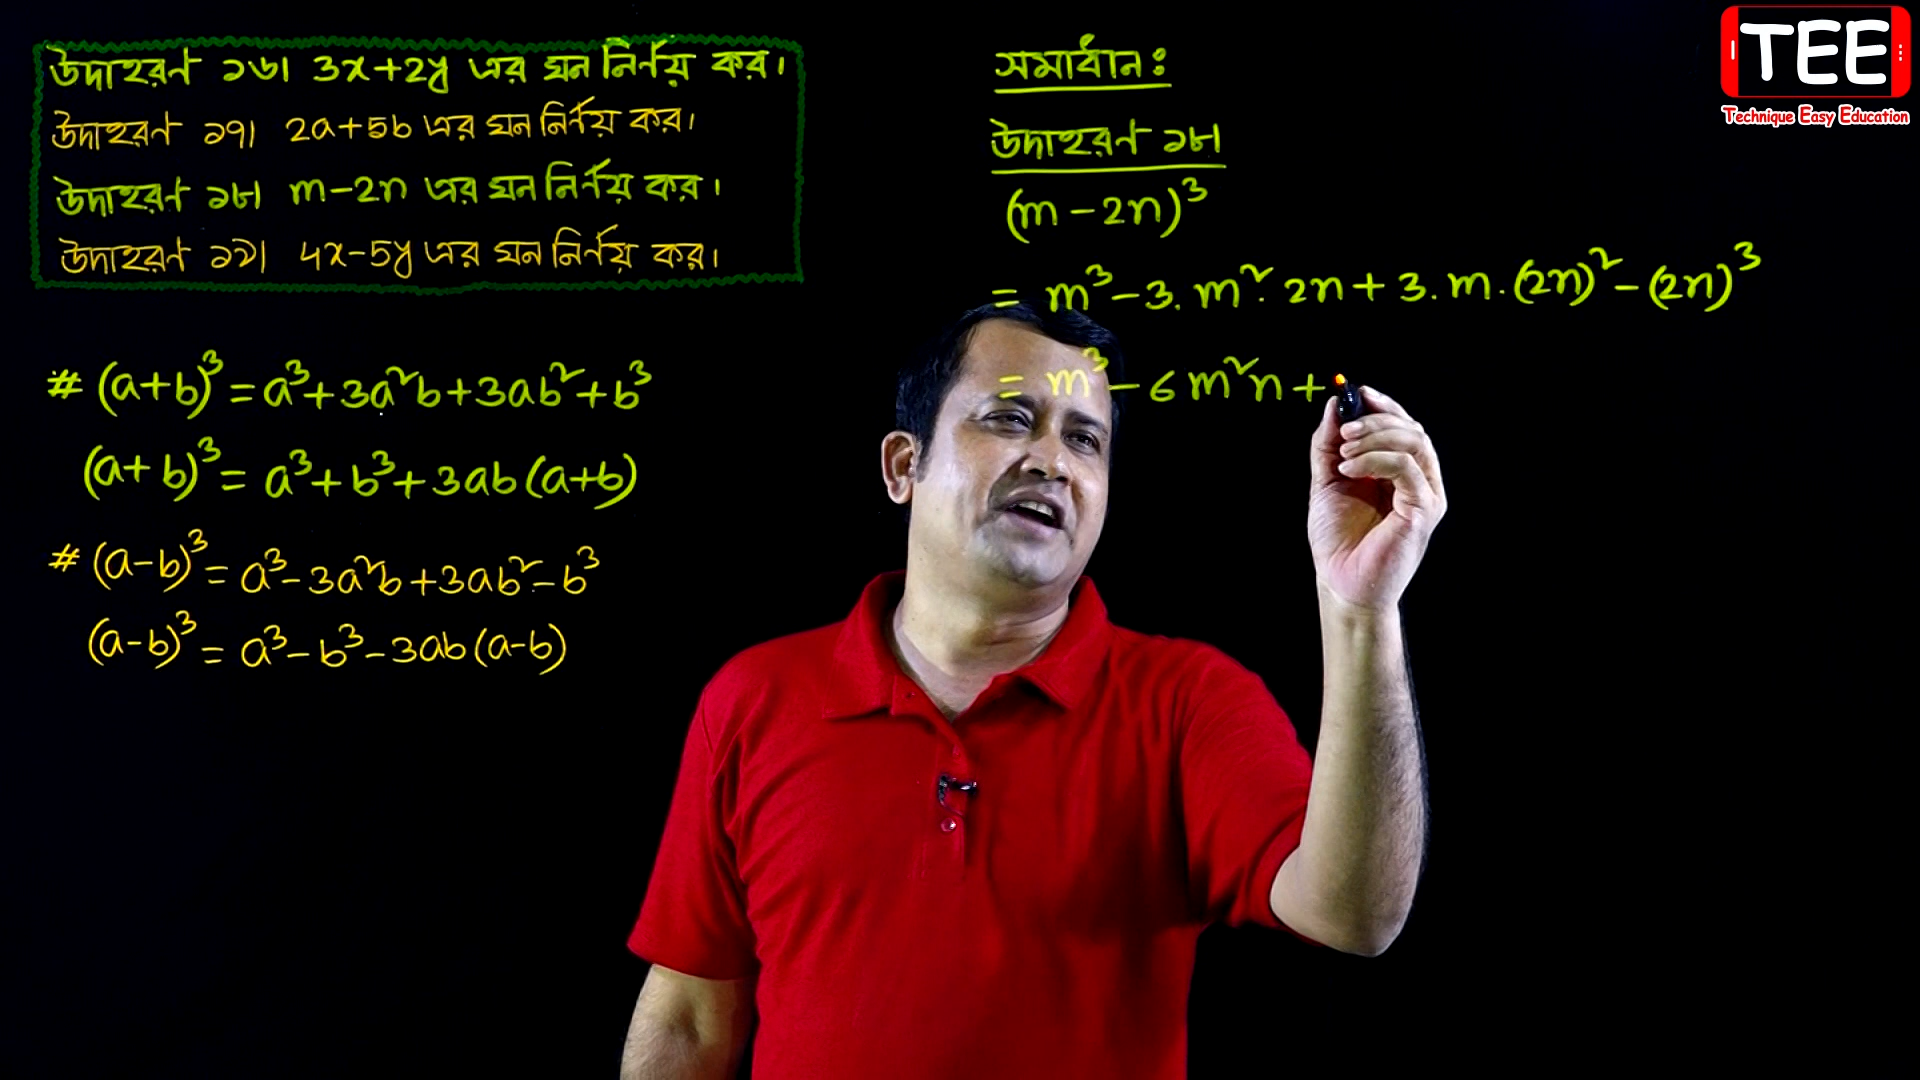 উদাহরণ ১৬। 3x+2y এর ঘন নির্ণয় কর।
উদাহরণ ১৭। 2a+5b এর ঘন নির্ণয় কর।
উদাহরণ ১৮। m-2n এর ঘন নির্ণয় কর।
উদাহরণ ১৯। 4x-5y এর ঘন নির্ণয় কর।
# (a+b)³ = a³+3a²b+3ab²+b³
(a+b)³ = a³+b³+3ab(a+b)
# (a-b)³ = a³-3a²b+3ab²-b³
(a-b)³ = a³-b³-3ab(a-b)
সমাধান:
উদাহরণ ১৮।
(m-2n)³
= m³-3.m².2n+3.m.(2n)²-(2n)³
= m³-6m²n+
TEE
Technique Easy Education